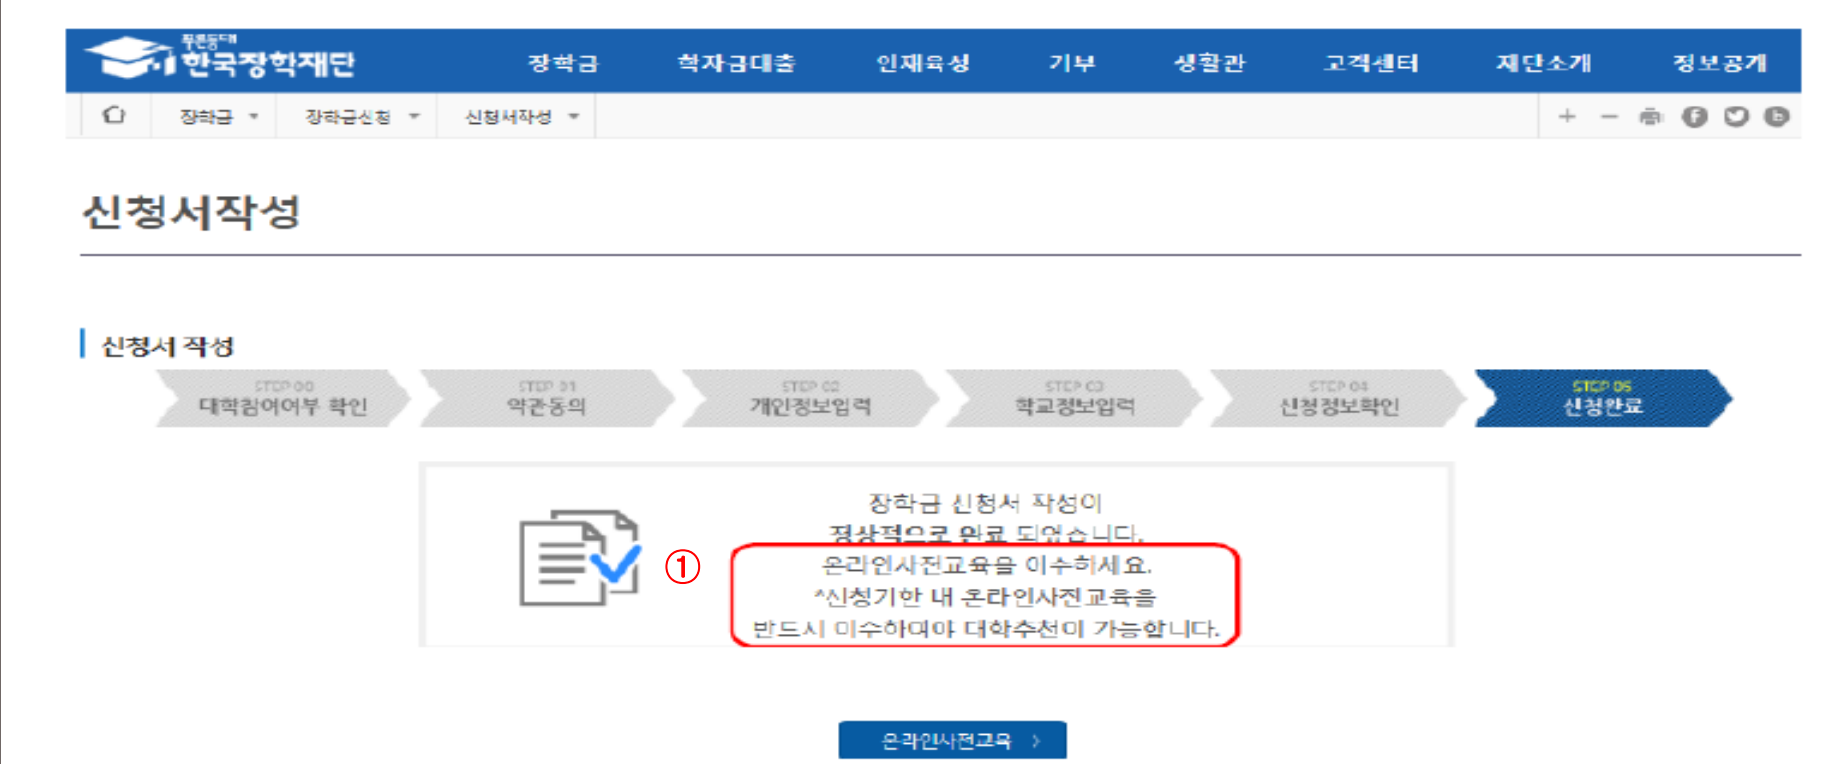 푸른등대
한국장학재단
장학금 학자금대출 인재육성 기부 생활관 고객센터 재단소개 정보공개
장학금 장학금신청 신청서작성
신청서작성
신청서 작성
STEP 00
대학참여여부 확인
STEP 01
약관동의
STEP 02
개인정보입력
STEP 03
학교정보입력
STEP 04
신청정보확인
STEP 05
신청완료
장학금 신청서 작성이
정상적으로 완료 되었습니다.
①
온라인사전교육을 이수하세요.
*신청기한 내 온라인사전교육을
반드시 이수하여야 대학추천이 가능합니다.
온라인사전교육 >